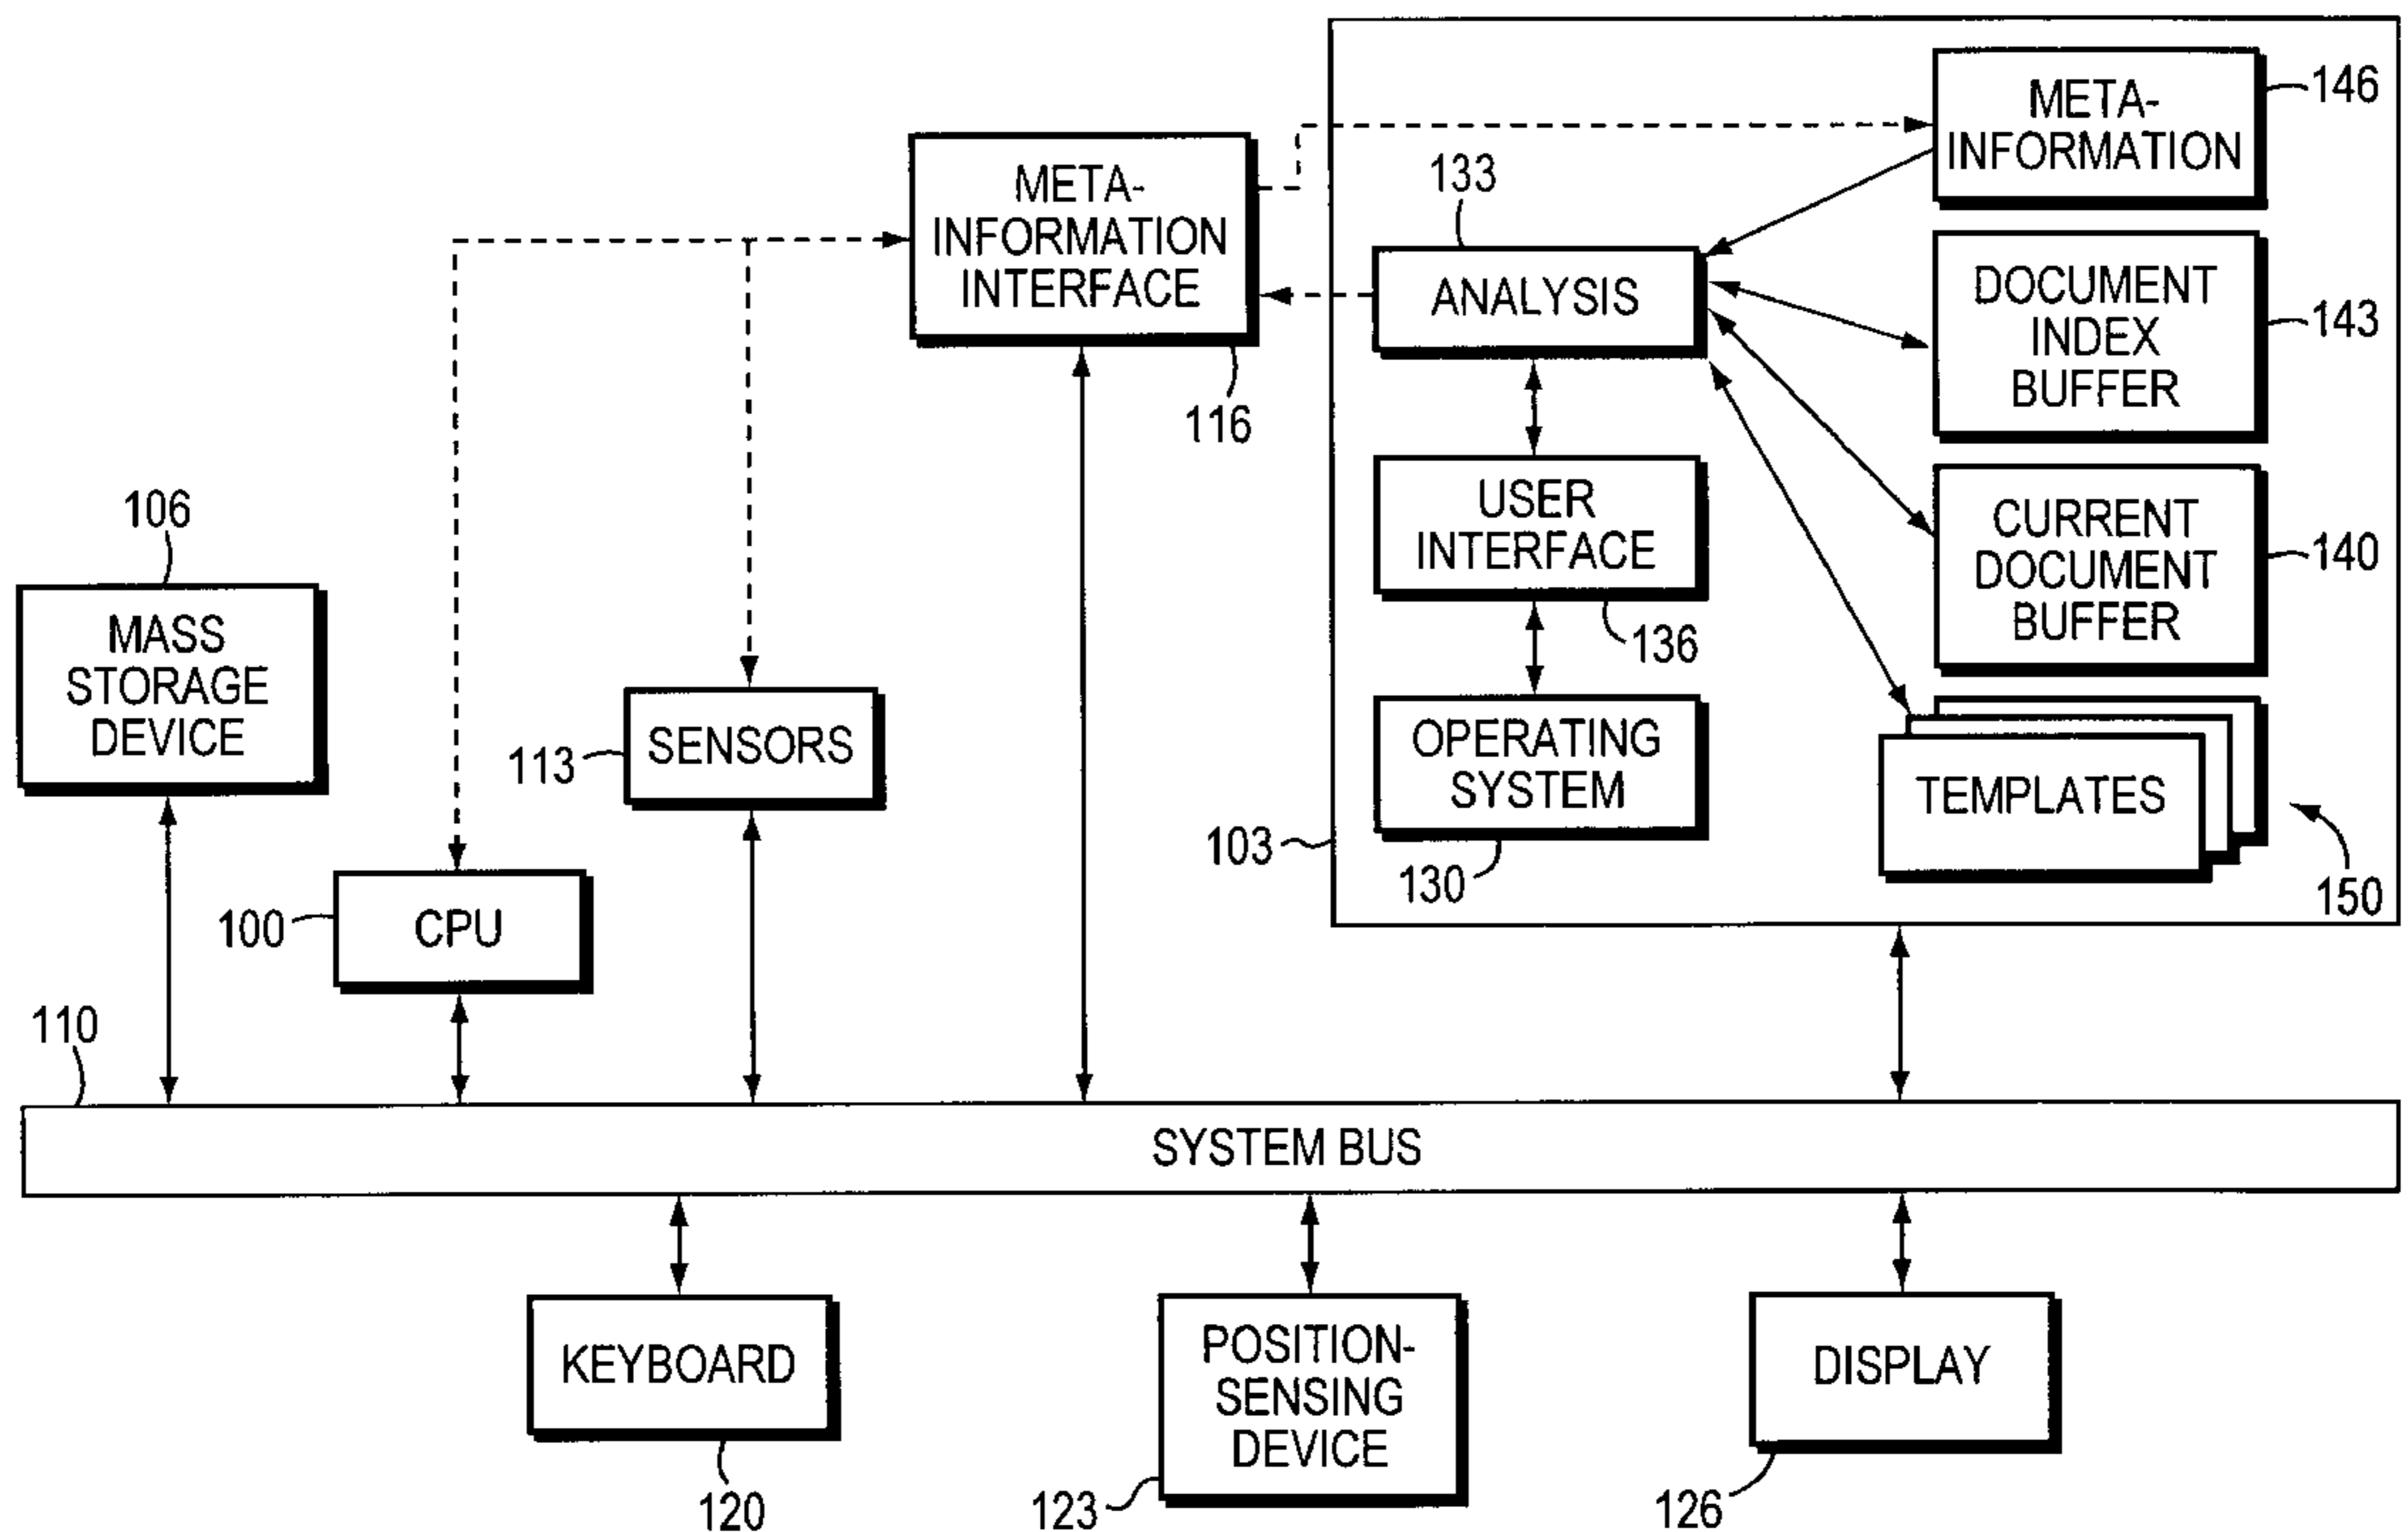 META-
INFORMATION
146
META-
INFORMATION
INTERFACE
116
133
ANALYSIS
DOCUMENT
INDEX
BUFFER
143
USER
INTERFACE
136
CURRENT
DOCUMENT
BUFFER
140
106
MASS
STORAGE
DEVICE
SENSORS
113
OPERATING
SYSTEM
130
103
TEMPLATES
150
CPU
100
110
SYSTEM BUS
KEYBOARD
120
POSITION-
SENSING
DEVICE
123
DISPLAY
126